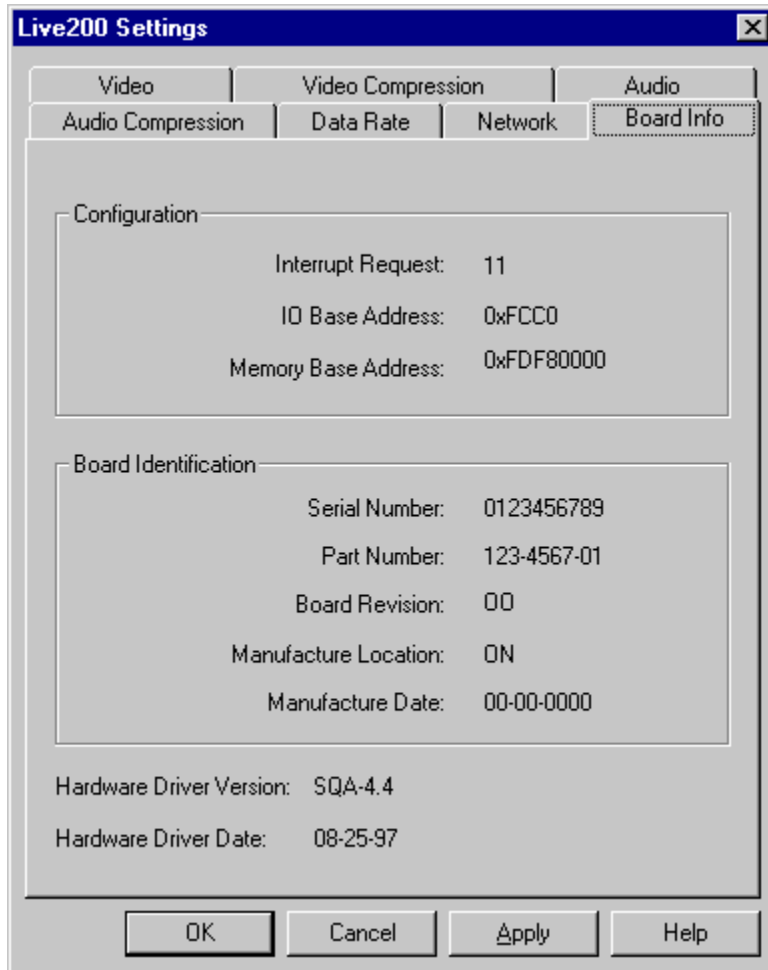 Live200 Settings
Video Video Compression Audio
Audio Compression Data Rate Network Board Info
Configuration
Interrupt Request: 11
IO Base Address: 0xFCC0
Memory Base Address: 0xFDF80000
Board Identification
Serial Number: 0123456789
Part Number: 123-4567-01
Board Revision: OO
Manufacture Location: ON
Manufacture Date: 00-00-0000
Hardware Driver Version: SQA-4.4
Hardware Driver Date: 08-25-97
OK Cancel Apply Help